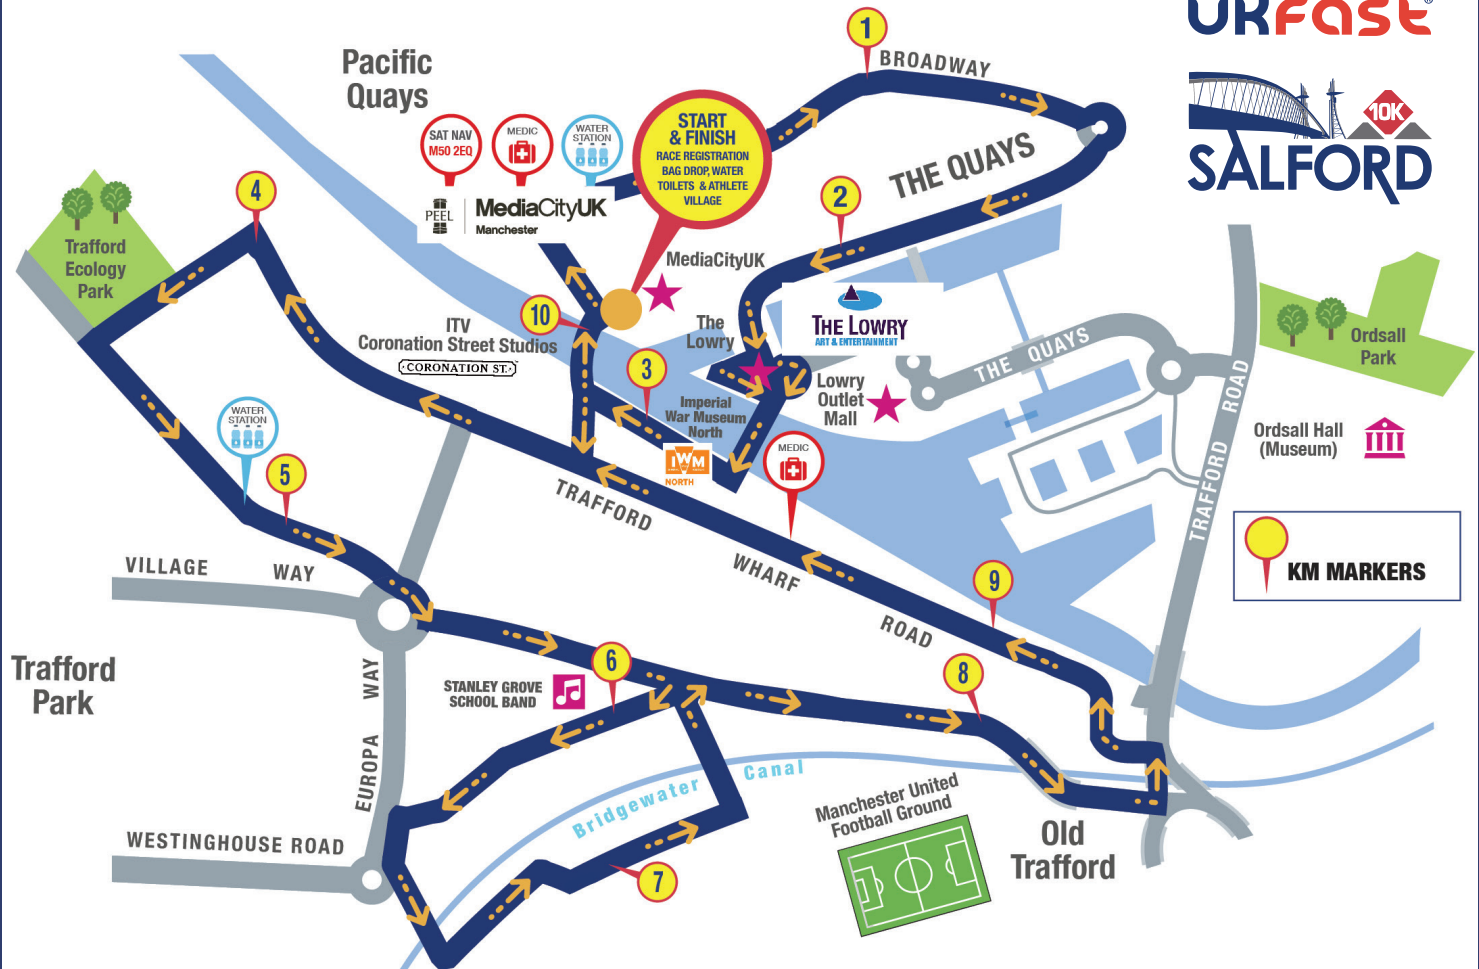 UKFAST®
10K
SALFORD
Pacific
Quays
1
BROADWAY
SAT NAV
M50 2EQ
MEDIC
WATER
STATION
START
& FINISH
RACE REGISTRATION
BAG DROP, WATER
TOILETS & ATHLETE
VILLAGE
THE QUAYS
PEEL
MediaCityUK
Manchester
4
2
Trafford
Ecology
Park
MediaCityUK
10
ITV
Coronation Street Studios
CORONATION ST.
The
Lowry
THE LOWRY
ART & ENTERTAINMENT
3
Imperial
War Museum
North
IWM
NORTH
Lowry
Outlet
Mall
THE QUAYS
Ordsall
Park
TRAFFORD ROAD
Ordsall Hall
(Museum)
WATER
STATION
5
MEDIC
TRAFFORD
WHARF
ROAD
KM MARKERS
VILLAGE WAY
9
Trafford
Park
EUROPA WAY
STANLEY GROVE
SCHOOL BAND
6
8
Bridgewater Canal
WESTINGHOUSE ROAD
7
Manchester United
Football Ground
Old
Trafford